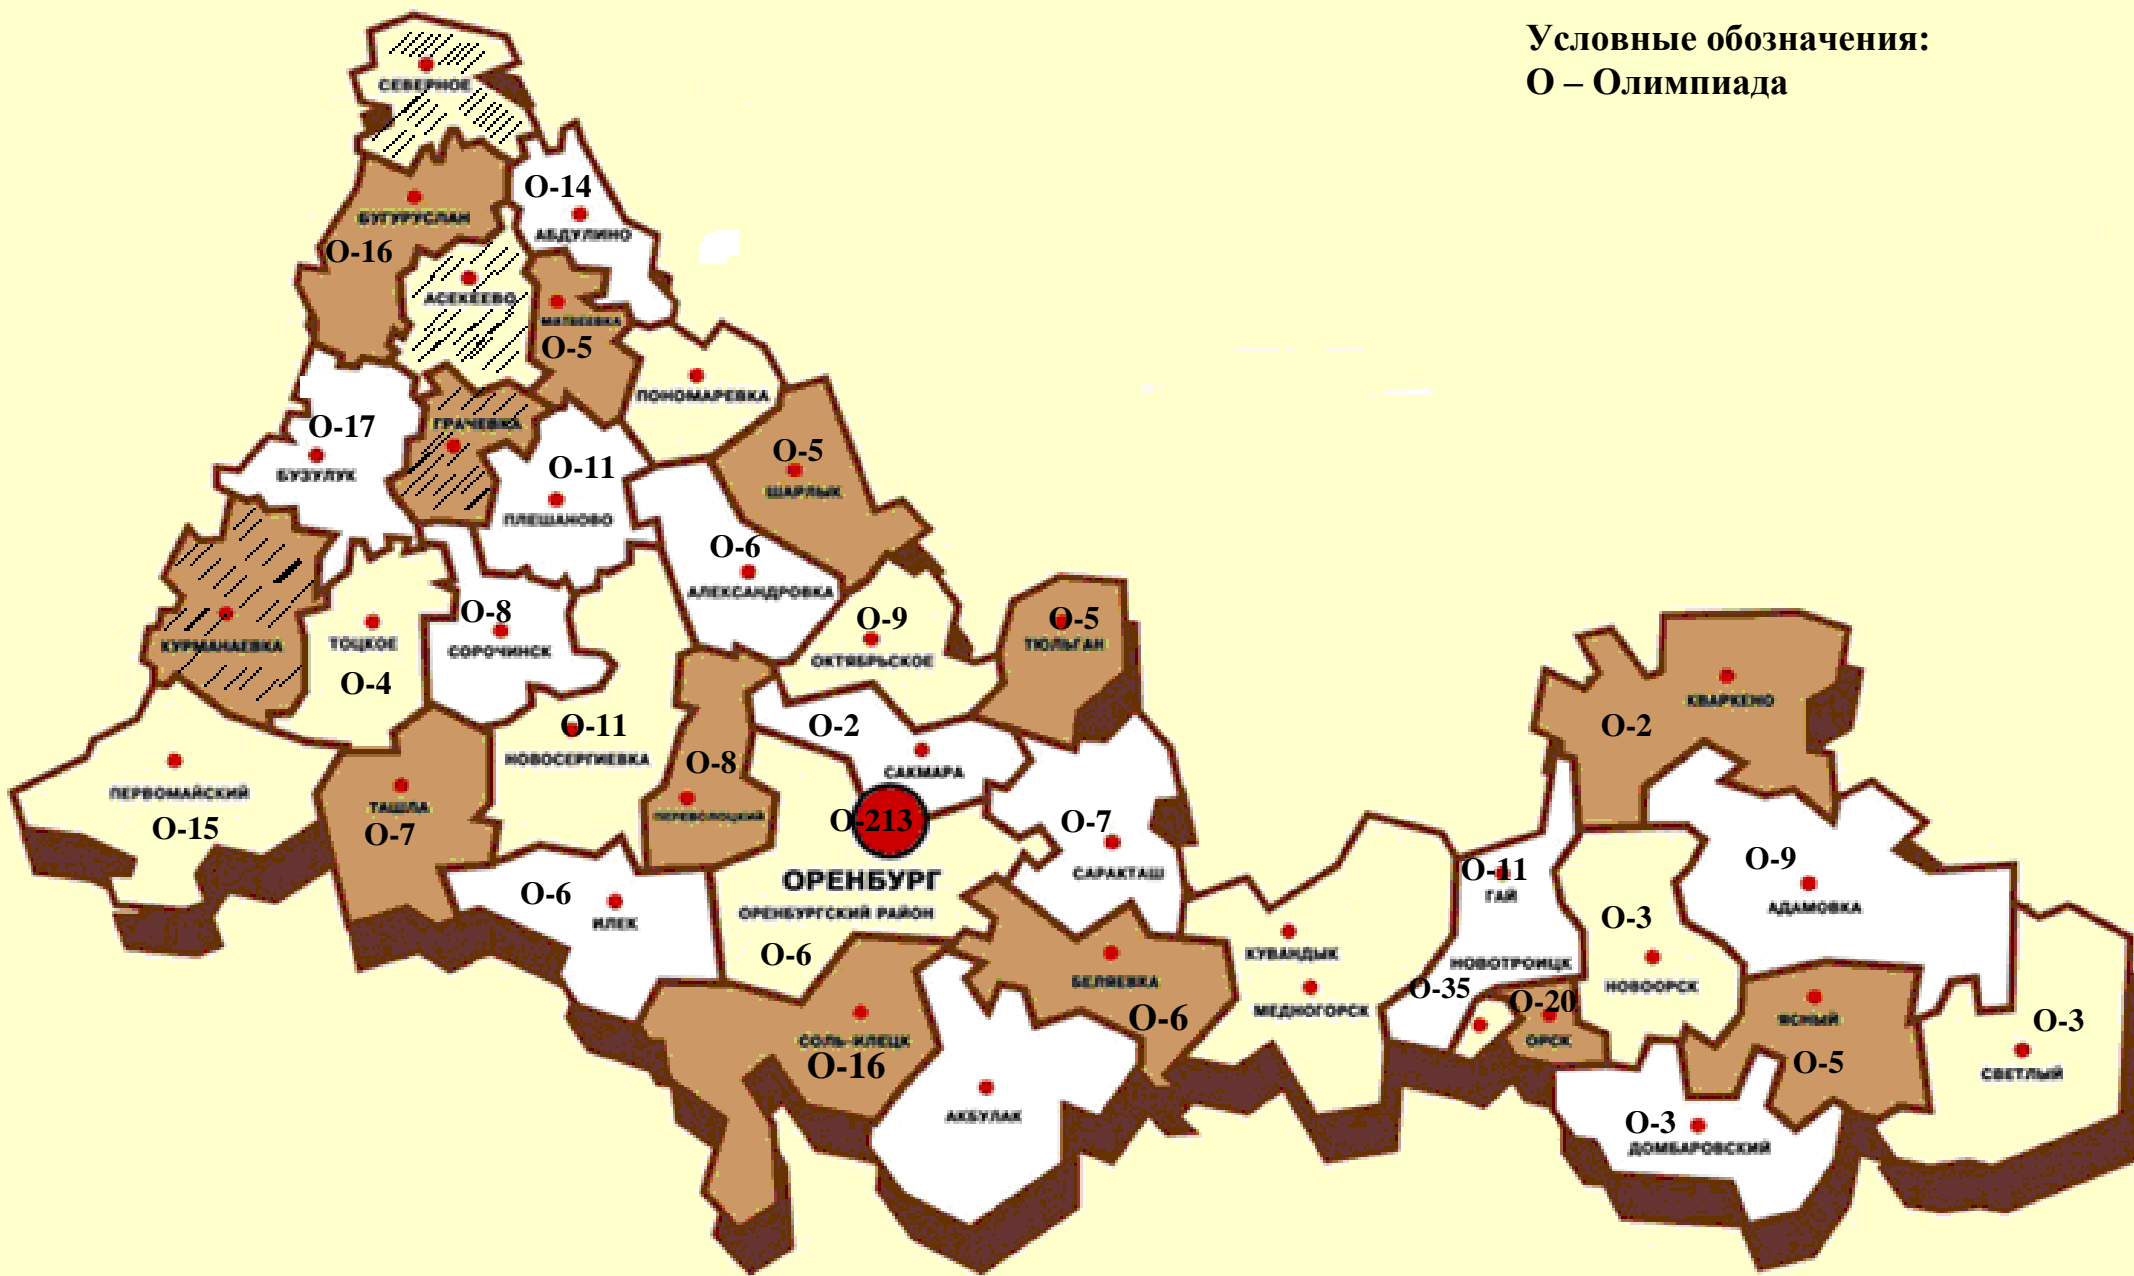 Условные обозначения:
О – Олимпиада
СЕВЕРНОЕ
О-14
БУГУРУСЛАН
АБДУЛИНО
О-16
АСЕКЕЕВО
МАТВЕЕВКА
О-5
ПОНОМАРЕВКА
О-17
ГРАЧЕВКА
О-5
БУЗУЛУК
О-11
ШАРЛЫК
ПЛЕШАНОВО
О-6
АЛЕКСАНДРОВКА
О-8
О-9
О-5
КУРМАНАЕВКА
ТОЦКОЕ
СОРОЧИНСК
ОКТЯБРЬСКОЕ
ТЮЛЬГАН
О-4
КВАРКЕНО
О-11
О-2
О-2
НОВОСЕРГИЕВКА
О-8
САКМАРА
ПЕРВОМАЙСКИЙ
ТАШЛА
О-15
О-7
ПЕРЕВОЛОЦКИЙ
О-213
О-7
О-9
О-11
САРАКТАШ
ОРЕНБУРГ
О-6
ГАЙ
ИЛЕК
ОРЕНБУРГСКИЙ РАЙОН
АДАМОВКА
О-3
О-6
КУВАНДЫК
НОВОТРОИЦК
БЕЛЯЕВКА
О-35
НОВООРСК
О-20
МЕДНОГОРСК
О-6
ЯСНЫЙ
О-3
СОЛЬ-ИЛЕЦК
ОРСК
О-16
О-5
СВЕТЛЫЙ
АКБУЛАК
О-3
ДОМБАРОВСКИЙ